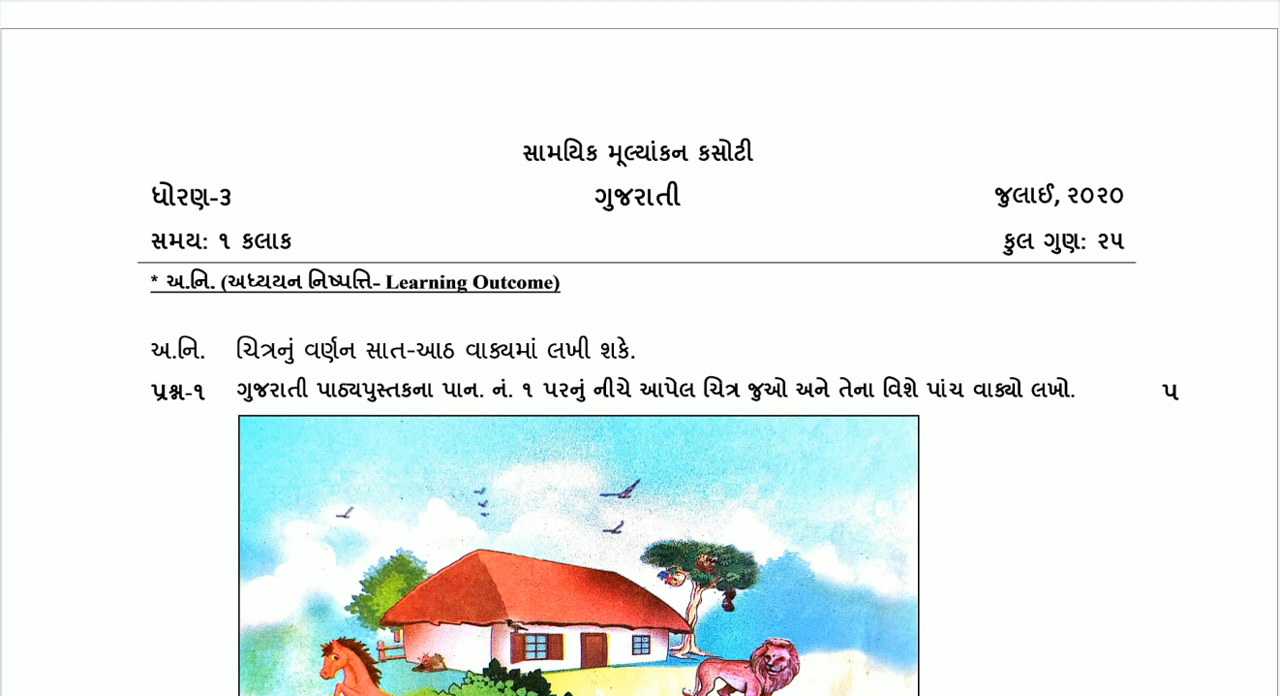 સામયિક મૂલ્યાંકન કસોટી
ધોરણ-૩ ગુજરાતી જુલાઈ, ૨૦૨૦
સમય: ૧ કલાક કુલ ગુણ: ૨૫
* અ.નિ. (અધ્યયન નિષ્પત્તિ- Learning Outcome)
અ.નિ. ચિત્રનું વર્ણન સાત-આઠ વાક્યમાં લખી શકે.
પ્રશ્ન-૧ ગુજરાતી પાઠ્યપુસ્તકના પાન. નં. ૧ પરનું નીચે આપેલ ચિત્ર જુઓ અને તેના વિશે પાંચ વાક્યો લખો. ૫